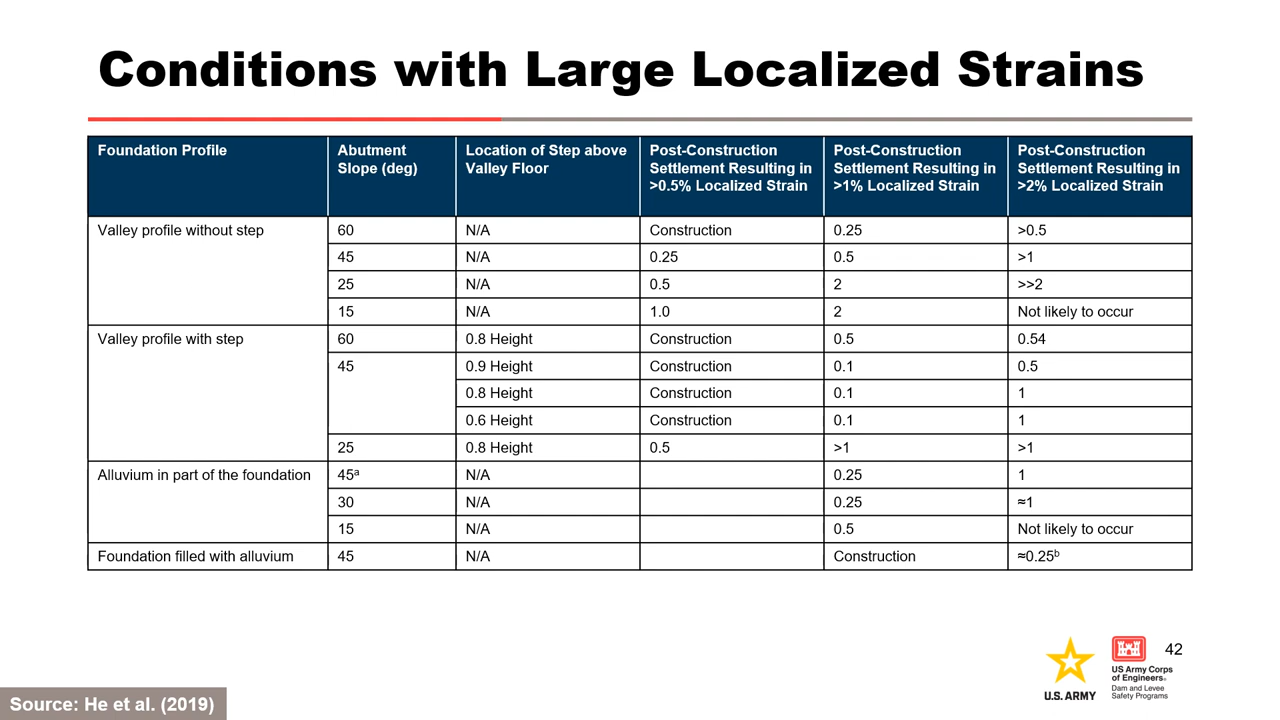 Conditions with Large Localized Strains
Foundation Profile
Abutment
Slope (deg)
Location of Step above
Valley Floor
Post-Construction
Settlement Resulting in
>0.5% Localized Strain
Post-Construction
Settlement Resulting in
>1% Localized Strain
Post-Construction
Settlement Resulting in
>2% Localized Strain
Valley profile without step 60 N/A Construction 0.25 >0.5
45 N/A 0.25 0.5 >1
25 N/A 0.5 2 >>2
15 N/A 1.0 2 Not likely to occur
Valley profile with step 60 0.8 Height Construction 0.5 0.54
45 0.9 Height Construction 0.1 0.5
0.8 Height Construction 0.1 1
0.6 Height Construction 0.1 1
25 0.8 Height 0.5 >1 >1
Alluvium in part of the foundation 45ª N/A 0.25 1
30 N/A 0.25 ≈1
15 N/A 0.5 Not likely to occur
Foundation filled with alluvium 45 N/A Construction ≈0.25ᵇ
42
U.S. ARMY
US Army Corps
of Engineers®
Dam and Levee
Safety Programs
Source: He et al. (2019)